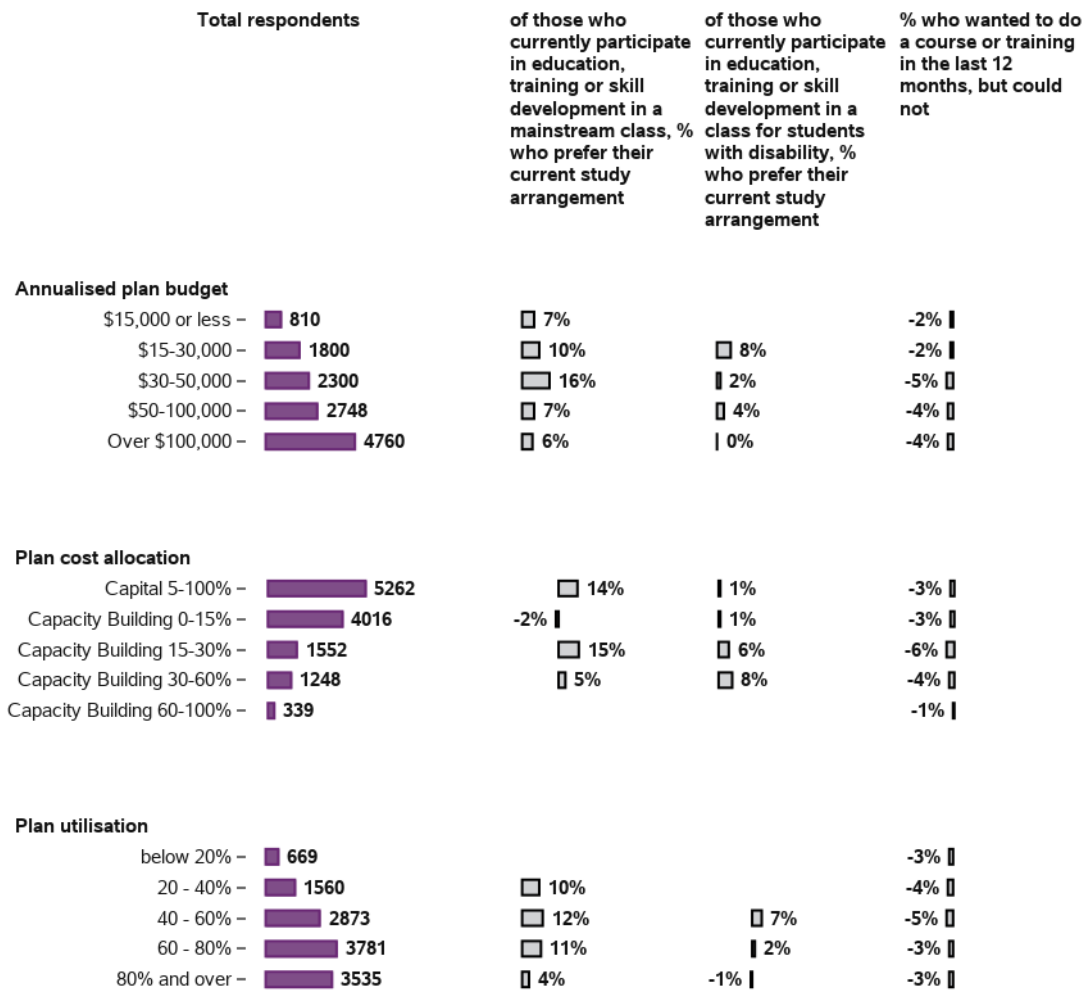 Total respondents
of those who
currently participate
in education,
training or skill
development in a
mainstream class, %
who prefer their
current study
arrangement
of those who
currently participate
in education,
training or skill
development in a
class for students
with disability, %
who prefer their
current study
arrangement
% who wanted to do
a course or training
in the last 12
months, but could
not
Annualised plan budget
$15,000 or less – 810 7% -2%
$15-30,000 – 1800 10% 8% -2%
$30-50,000 – 2300 16% 2% -5%
$50-100,000 – 2748 7% 4% -4%
Over $100,000 – 4760 6% 0% -4%
Plan cost allocation
Capital 5-100% – 5262 14% 1% -3%
Capacity Building 0-15% – 4016 -2% 1% -3%
Capacity Building 15-30% – 1552 15% 6% -6%
Capacity Building 30-60% – 1248 5% 8% -4%
Capacity Building 60-100% – 339 -1%
Plan utilisation
below 20% – 669 -3%
20 - 40% – 1560 10% -4%
40 - 60% – 2873 12% 7% -5%
60 - 80% – 3781 11% 2% -3%
80% and over – 3535 4% -1% -3%